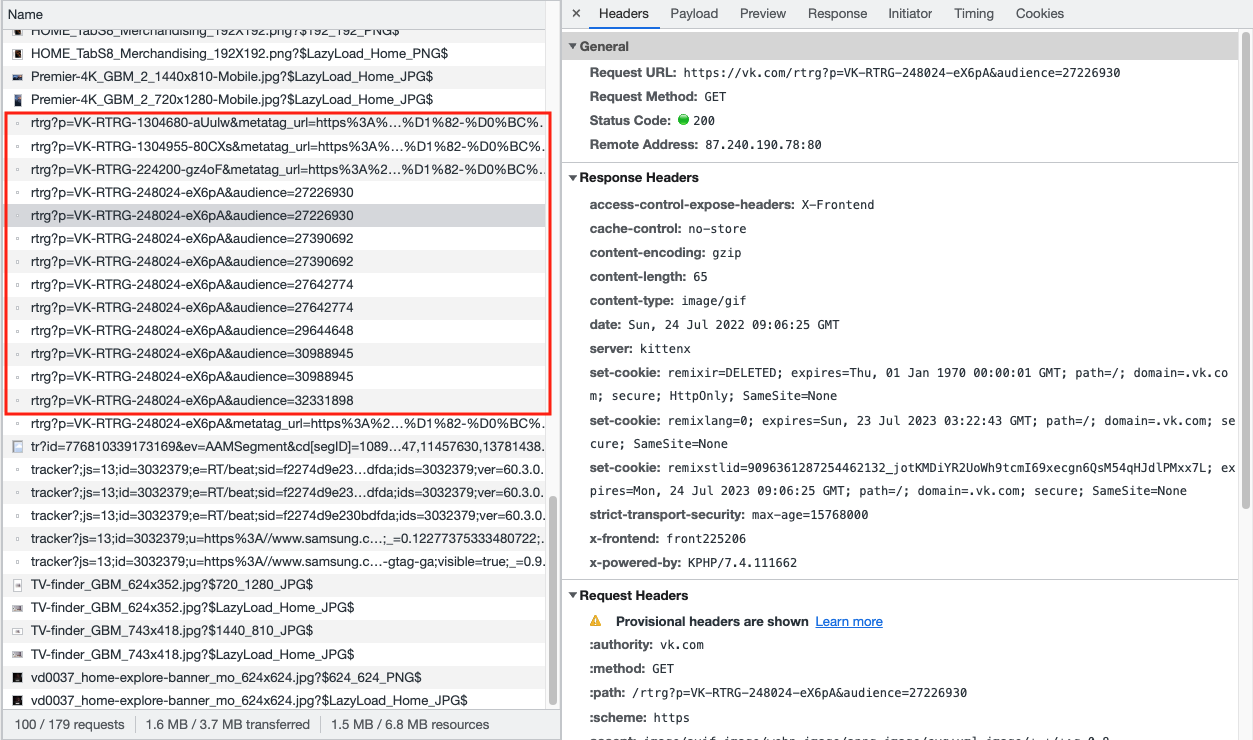 Name
HOME_TabS8_Merchandising_192X192.png?$192_192_PNG$
HOME_TabS8_Merchandising_192X192.png?$LazyLoad_Home_PNG$
Premier-4K_GBM_2_1440x810-Mobile.jpg?$LazyLoad_Home_JPG$
Premier-4K_GBM_2_720x1280-Mobile.jpg?$LazyLoad_Home_JPG$
rtrg?p=VK-RTRG-1304680-aUulw&metatag_url=https%3A%…%D1%82-%D0%BC%.
rtrg?p=VK-RTRG-1304955-80CXs&metatag_url=https%3A%…%D1%82-%D0%BC%.
rtrg?p=VK-RTRG-224200-gz4oF&metatag_url=https%3A%2…%D1%82-%D0%BC%.
rtrg?p=VK-RTRG-248024-eX6pA&audience=27226930
rtrg?p=VK-RTRG-248024-eX6pA&audience=27226930
rtrg?p=VK-RTRG-248024-eX6pA&audience=27390692
rtrg?p=VK-RTRG-248024-eX6pA&audience=27390692
rtrg?p=VK-RTRG-248024-eX6pA&audience=27642774
rtrg?p=VK-RTRG-248024-eX6pA&audience=27642774
rtrg?p=VK-RTRG-248024-eX6pA&audience=29644648
rtrg?p=VK-RTRG-248024-eX6pA&audience=30988945
rtrg?p=VK-RTRG-248024-eX6pA&audience=30988945
rtrg?p=VK-RTRG-248024-eX6pA&audience=32331898
rtrg?p=VK-RTRG-248024-eX6pA&metatag_url=https%3A%2…%D1%82-%D0%BC%.
tr?id=776810339173169&ev=AAMSegment&cd[segID]=1089…47,11457630,13781438.
tracker?;js=13;id=3032379;e=RT/beat;sid=f2274d9e23…dfda;ids=3032379;ver=60.3.0.
tracker?;js=13;id=3032379;e=RT/beat;sid=f2274d9e23…dfda;ids=3032379;ver=60.3.0.
tracker?;js=13;id=3032379;e=RT/beat;sid=f2274d9e230bdfda;ids=3032379;ver=60.3.0.
tracker?js=13;id=3032379;u=https%3A//www.samsung.c…;_=0.12277375333480722;.
tracker?js=13;id=3032379;u=https%3A//www.samsung.c…-gtag-ga;visible=true;_=0.9.
TV-finder_GBM_624x352.jpg?$720_1280_JPG$
TV-finder_GBM_624x352.jpg?$LazyLoad_Home_JPG$
TV-finder_GBM_743x418.jpg?$1440_810_JPG$
TV-finder_GBM_743x418.jpg?$LazyLoad_Home_JPG$
vd0037_home-explore-banner_mo_624x624.jpg?$624_624_PNG$
vd0037_home-explore-banner_mo_624x624.jpg?$LazyLoad_Home_JPG$
100 / 179 requests 1.6 MB / 3.7 MB transferred 1.5 MB / 6.8 MB resources
Headers Payload Preview Response Initiator Timing Cookies
General
Request URL: https://vk.com/rtrg?p=VK-RTRG-248024-eX6pA&audience=27226930
Request Method: GET
Status Code: 200
Remote Address: 87.240.190.78:80
Response Headers
access-control-expose-headers: X-Frontend
cache-control: no-store
content-encoding: gzip
content-length: 65
content-type: image/gif
date: Sun, 24 Jul 2022 09:06:25 GMT
server: kittenx
set-cookie: remixir=DELETED; expires=Thu, 01 Jan 1970 00:00:01 GMT; path=/; domain=.vk.co
m; secure; HttpOnly; SameSite=None
set-cookie: remixlang=0; expires=Sun, 23 Jul 2023 03:22:43 GMT; path=/; domain=.vk.com; se
cure; SameSite=None
set-cookie: remixstlid=9096361287254462132_jotKMDiYR2UoWh9tcmI69xecgn6QsM54qHJdlPMxx7L; ex
pires=Mon, 24 Jul 2023 09:06:25 GMT; path=/; domain=.vk.com; secure; SameSite=None
strict-transport-security: max-age=15768000
x-frontend: front225206
x-powered-by: KPHP/7.4.111662
Request Headers
Provisional headers are shown Learn more
:authority: vk.com
:method: GET
:path: /rtrg?p=VK-RTRG-248024-eX6pA&audience=27226930
:scheme: https